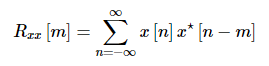 R_{xx}[m] = \sum_{n=-\infty}^{\infty} x[n] x^{\star}[n-m]